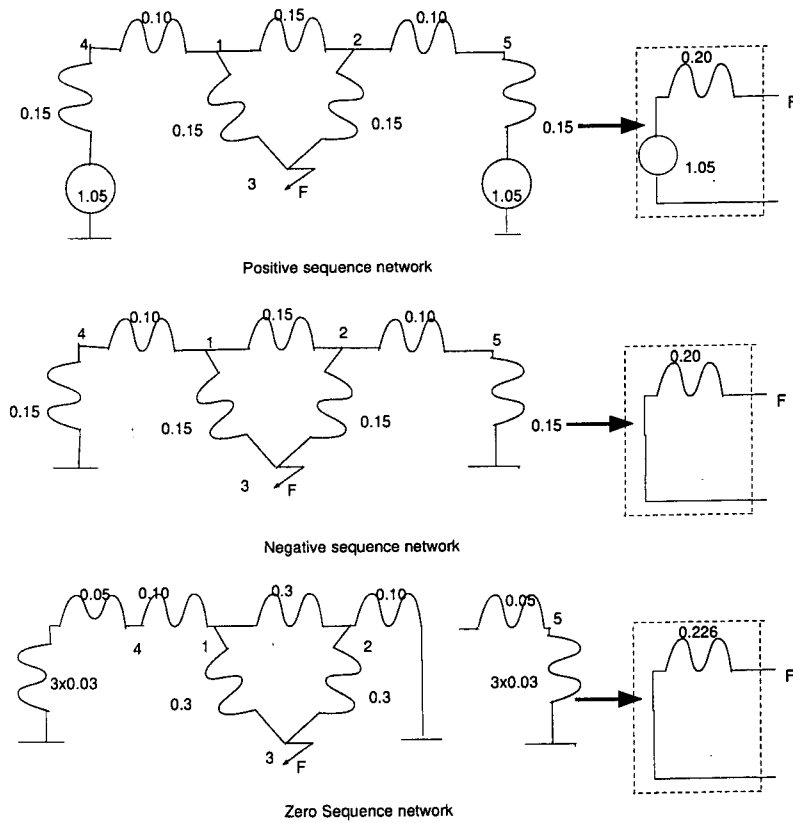 0.10 0.15 0.10
4 1 2 5
0.20
0.15 0.15 0.15 0.15
F
1.05 3 F 1.05 1.05
Positive sequence network
0.10 0.15 0.10
4 1 2 5
0.20
0.15 0.15 0.15 0.15
F
3 F
Negative sequence network
0.05 0.10 0.3 0.10 0.05
4 1 2 5
0.226
3x0.03 0.3 0.3 3x0.03
F
3 F
Zero Sequence network